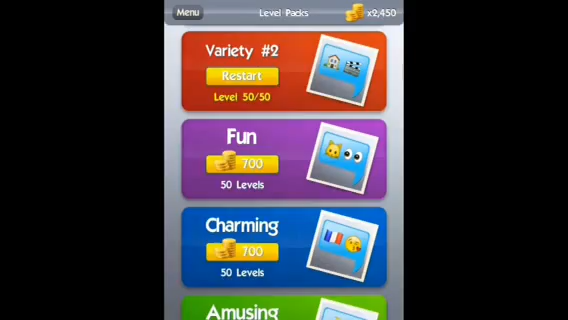 Menu
Level Packs
x2,450
Variety #2
Restart
Level 50/50
Fun
700
50 Levels
Charming
700
50 Levels
Amusing